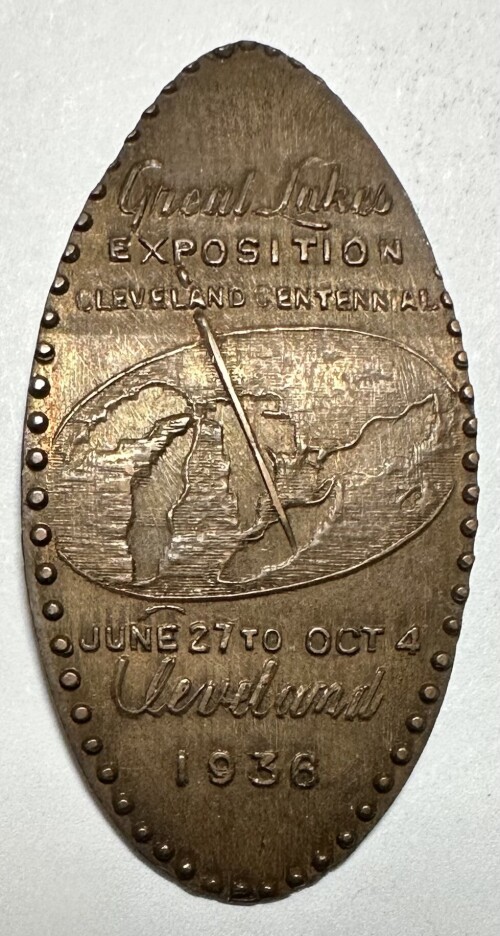 Great Lakes
EXPOSITION
CLEVELAND CENTENNIAL
JUNE 27 TO OCT 4
Cleveland
1936